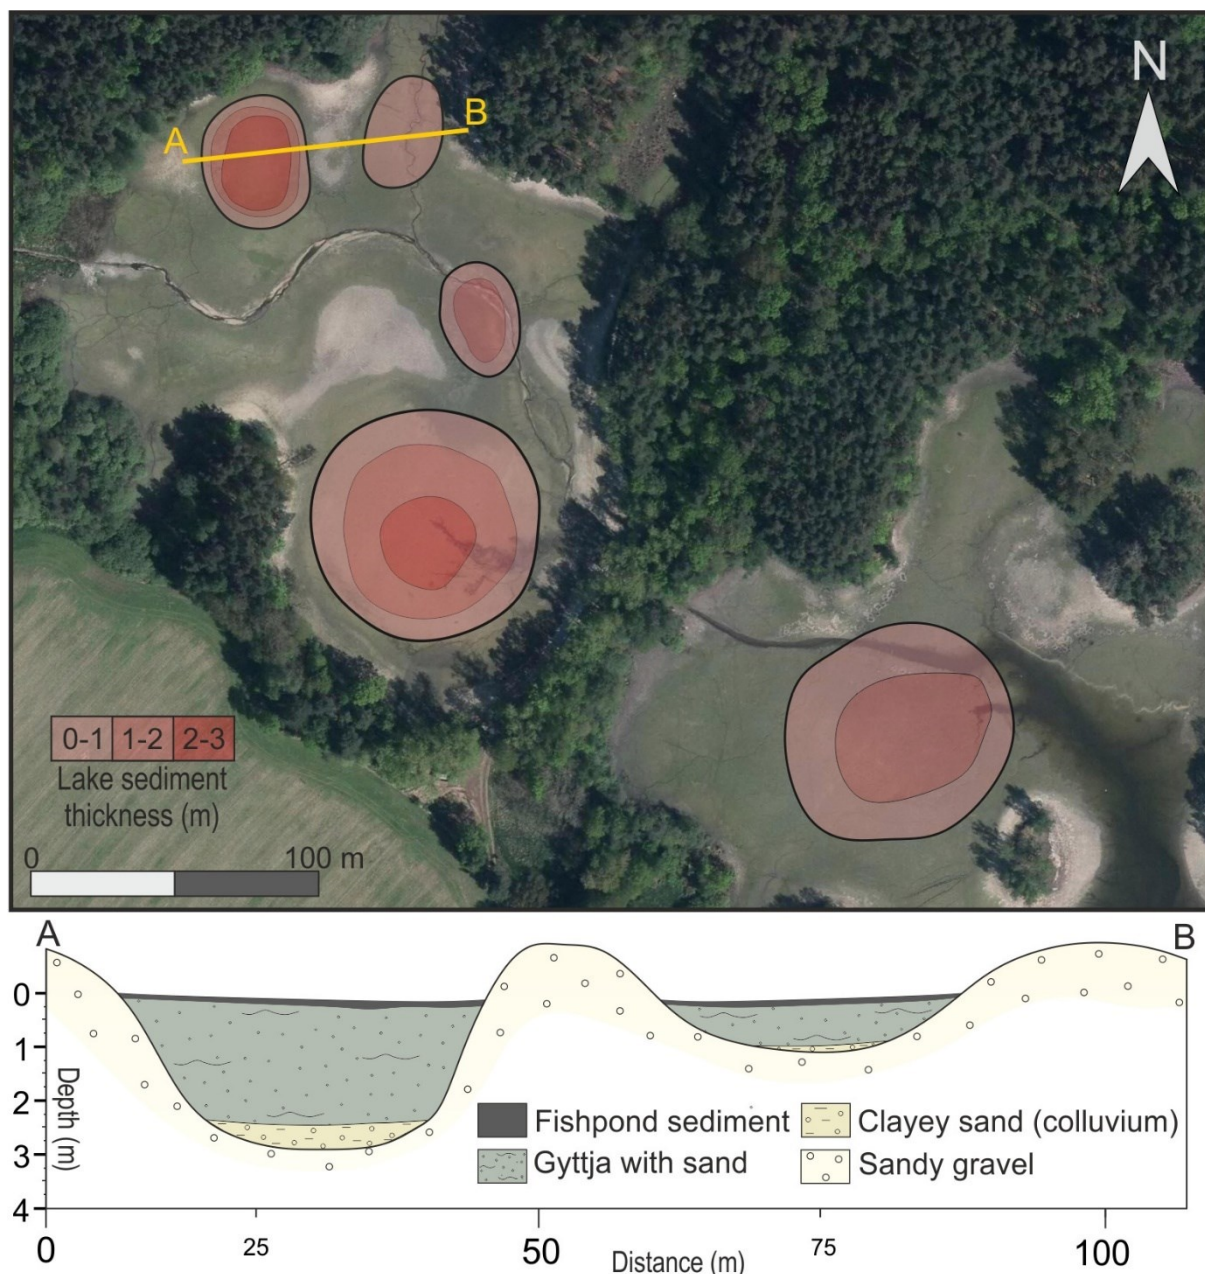 N
A
B
0-1 1-2 2-3
Lake sediment
thickness (m)
0 100 m
A B
0
1
2
3
4
Depth (m)
Fishpond sediment
Clayey sand (colluvium)
Gyttja with sand
Sandy gravel
0 25 50 75 100
Distance (m)